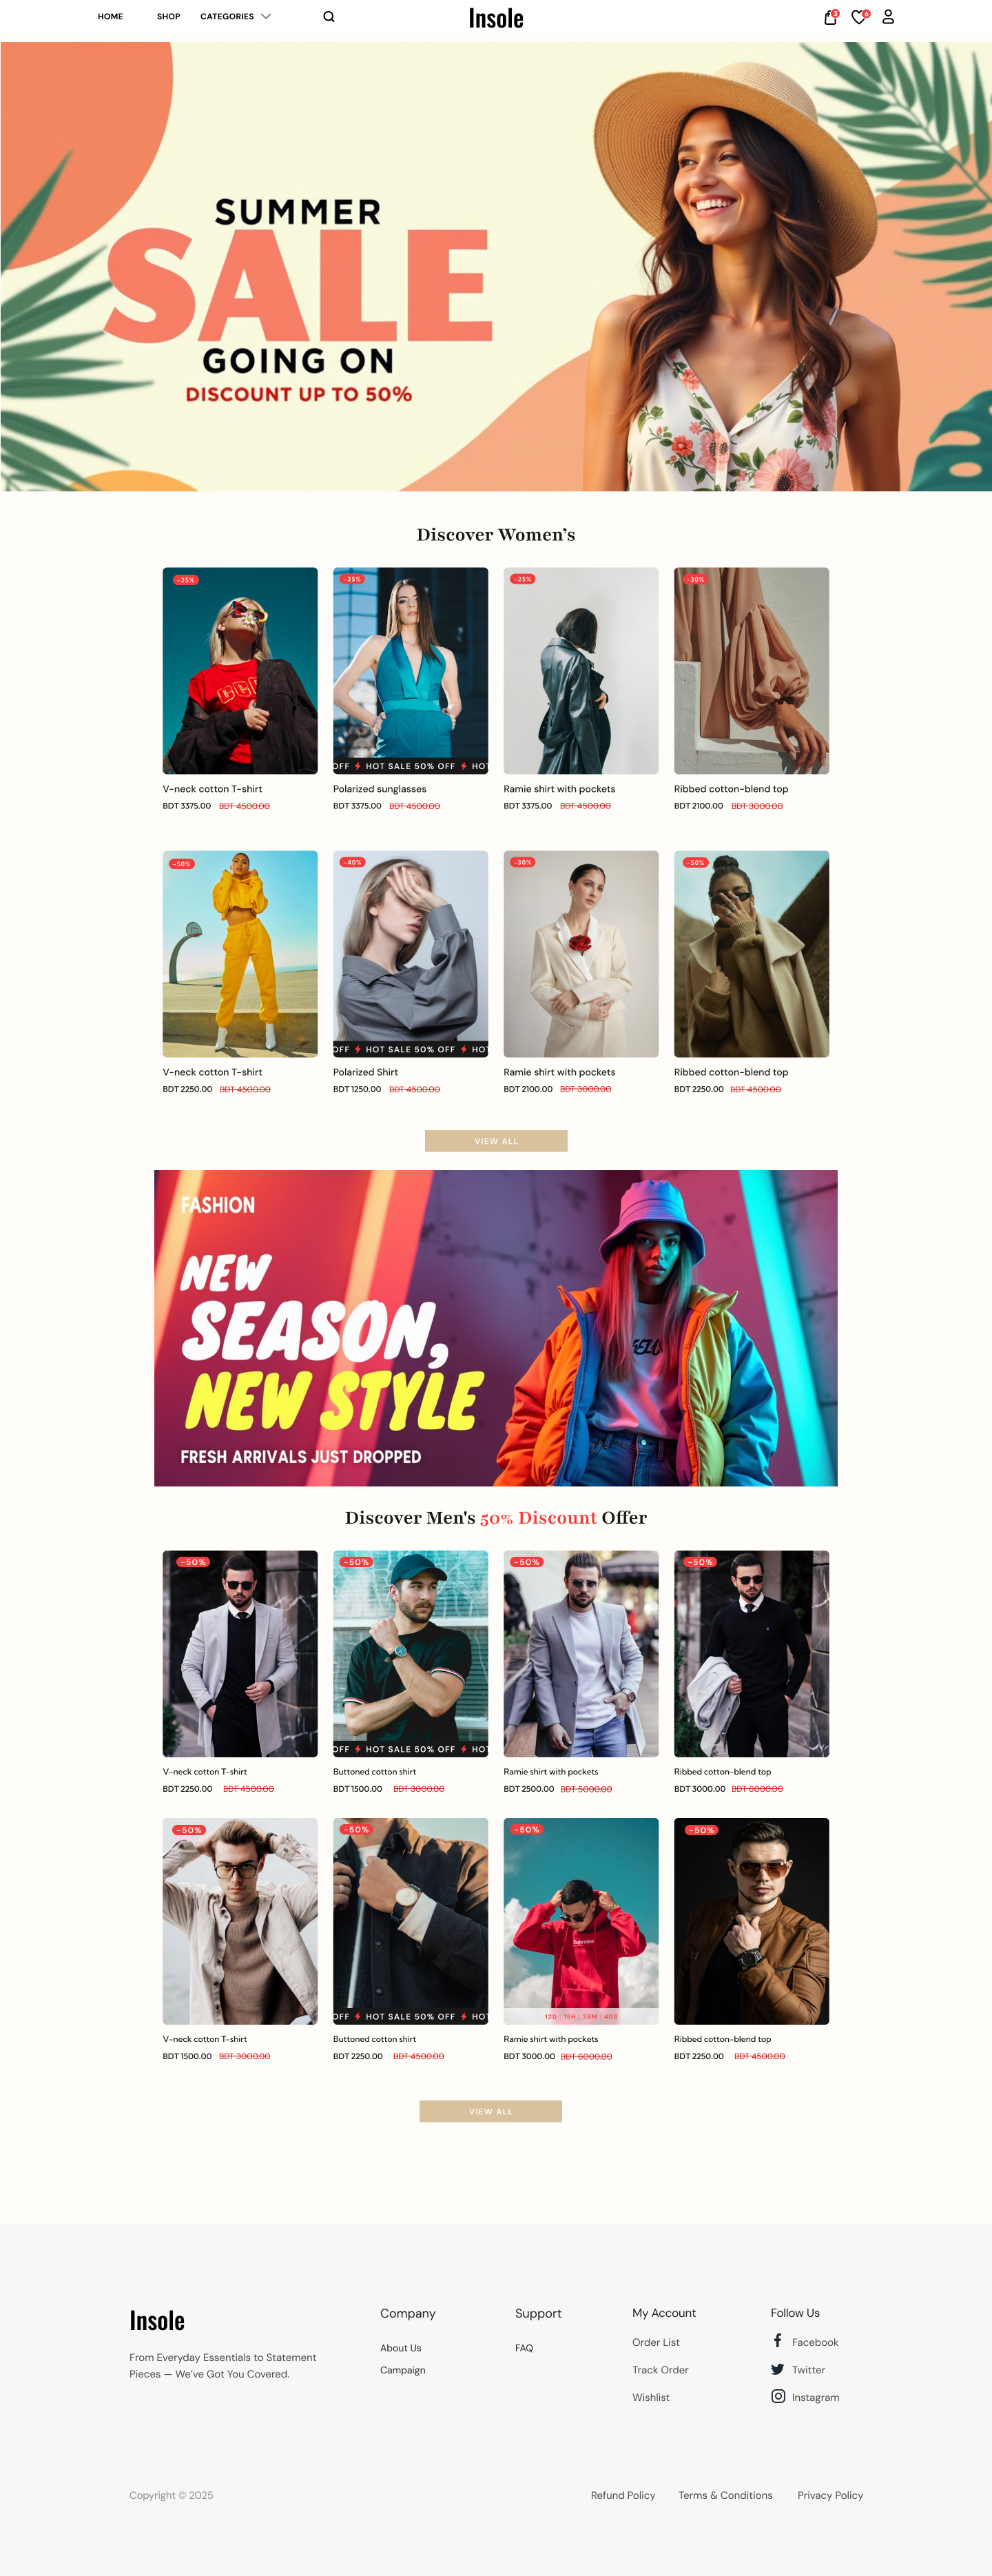 HOME SHOP CATEGORIES Insole 3 6
SUMMER
SALE
GOING ON
DISCOUNT UP TO 50%
Discover Women's
-25% -25% -25% -30%
OFF HOT SALE 50% OFF HOT
V-neck cotton T-shirt Polarized sunglasses Ramie shirt with pockets Ribbed cotton-blend top
BDT 3375.00 BDT 4500.00 BDT 3375.00 BDT 4500.00 BDT 3375.00 BDT 4500.00 BDT 2100.00 BDT 3000.00
-50% -40% -30% -50%
OFF HOT SALE 50% OFF HOT
V-neck cotton T-shirt Polarized Shirt Ramie shirt with pockets Ribbed cotton-blend top
BDT 2250.00 BDT 4500.00 BDT 1250.00 BDT 4500.00 BDT 2100.00 BDT 3000.00 BDT 2250.00 BDT 4500.00
VIEW ALL
FASHION
NEW
SEASON,
NEW STYLE
FRESH ARRIVALS JUST DROPPED
Discover Men's 50% Discount Offer
-50% -50% -50% -50%
OFF HOT SALE 50% OFF HOT
V-neck cotton T-shirt Buttoned cotton shirt Ramie shirt with pockets Ribbed cotton-blend top
BDT 2250.00 BDT 4500.00 BDT 1500.00 BDT 3000.00 BDT 2500.00 BDT 5000.00 BDT 3000.00 BDT 6000.00
-50% -50% -50% -50%
Supreme
OFF HOT SALE 50% OFF HOT 12D : 15H : 38M : 40S
V-neck cotton T-shirt Buttoned cotton shirt Ramie shirt with pockets Ribbed cotton-blend top
BDT 1500.00 BDT 3000.00 BDT 2250.00 BDT 4500.00 BDT 3000.00 BDT 6000.00 BDT 2250.00 BDT 4500.00
VIEW ALL
Insole
From Everyday Essentials to Statement
Pieces — We've Got You Covered.
Company
About Us
Campaign
Support
FAQ
My Account
Order List
Track Order
Wishlist
Follow Us
Facebook
Twitter
Instagram
Copyright © 2025 Refund Policy Terms & Conditions Privacy Policy